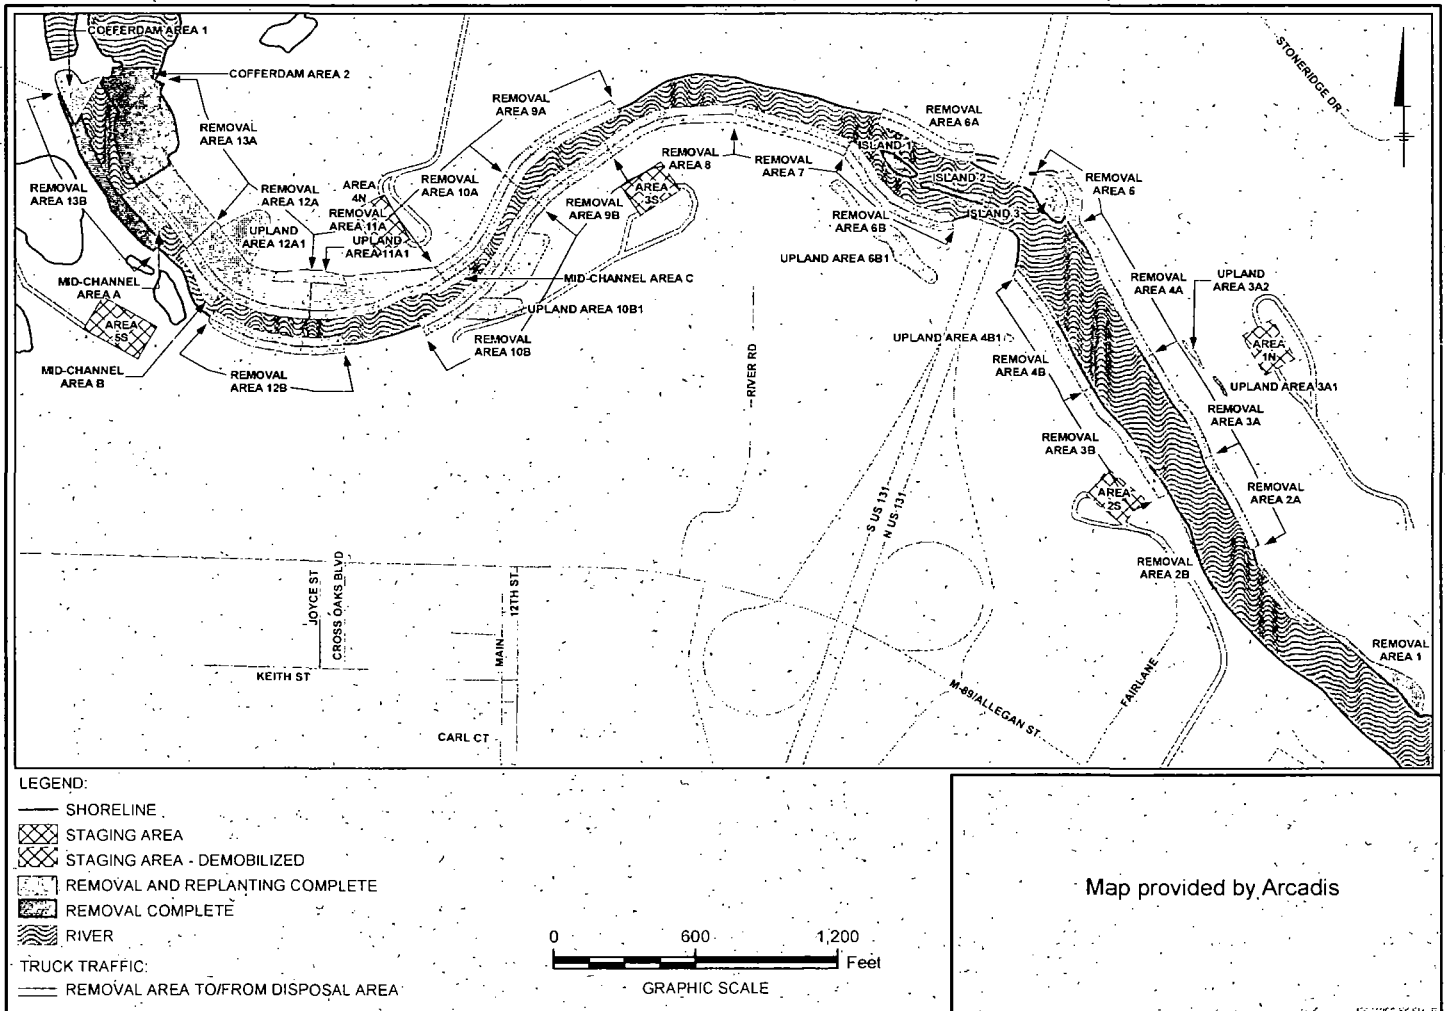 COFFERDAM AREA 1
COFFERDAM AREA 2
REMOVAL
AREA 13A
REMOVAL
AREA 13B
REMOVAL
AREA 12A
UPLAND
AREA 12A1
AREA
4N
REMOVAL
AREA 11A
UPLAND
AREA 11A1
REMOVAL
AREA 10A
REMOVAL
AREA 9A
REMOVAL
AREA 9B
AREA
3S
REMOVAL
AREA 8
REMOVAL
AREA 7
REMOVAL
AREA 6A
ISLAND 1
ISLAND 2
ISLAND 3
REMOVAL
AREA 6B
UPLAND AREA 6B1
REMOVAL
AREA 5
STONERIDGE DR
MID-CHANNEL
AREA A
AREA
5S
MID-CHANNEL
AREA B
REMOVAL
AREA 12B
MID-CHANNEL AREA C
UPLAND AREA 10B1
REMOVAL
AREA 10B
REMOVAL
AREA 4A
UPLAND
AREA 3A2
AREA
1N
UPLAND AREA 3A1
UPLAND AREA 4B1
REMOVAL
AREA 4B
REMOVAL
AREA 3A
REMOVAL
AREA 3B
AREA
2S
REMOVAL
AREA 2A
REMOVAL
AREA 2B
REMOVAL
AREA 1
RIVER RD
S US 131
N US 131
JOYCE ST
CROSS OAKS BLVD
MAIN
12TH ST
KEITH ST
CARL CT
M-89/ALLEGAN ST
FAIRLANE
LEGEND:
SHORELINE
STAGING AREA
STAGING AREA - DEMOBILIZED
REMOVAL AND REPLANTING COMPLETE
REMOVAL COMPLETE
RIVER
TRUCK TRAFFIC:
REMOVAL AREA TO/FROM DISPOSAL AREA
0 600 1,200
Feet
GRAPHIC SCALE
Map provided by Arcadis